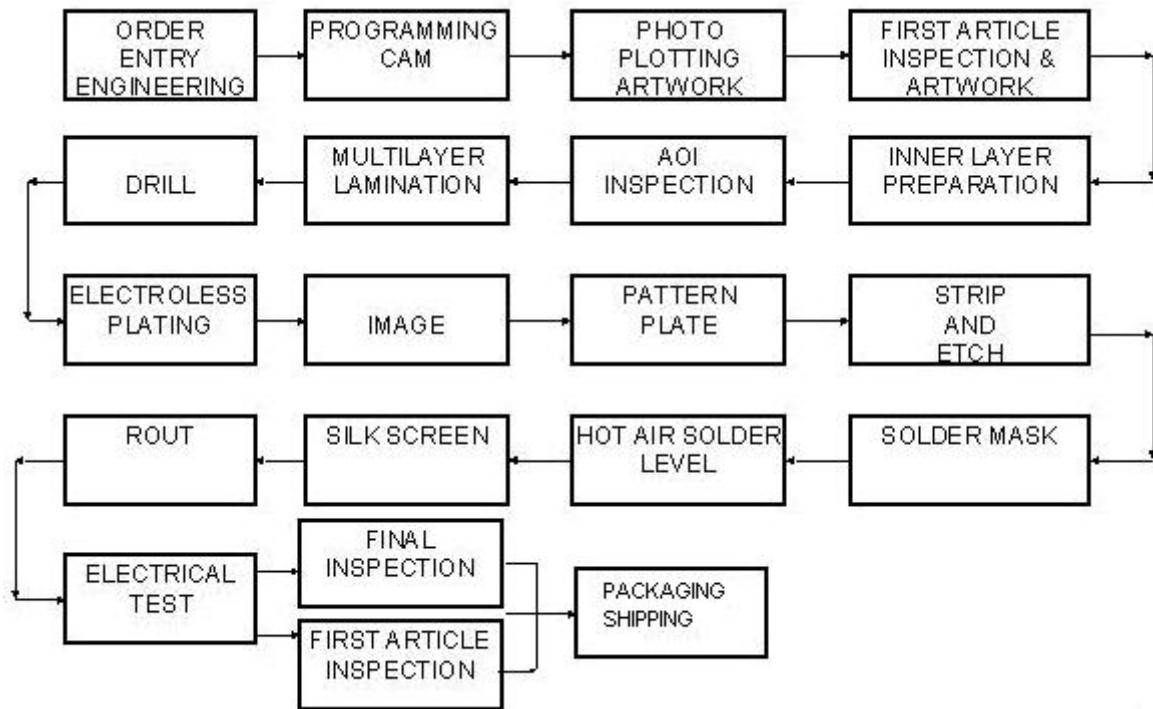 ORDER
ENTRY
ENGINEERING
PROGRAMMING
CAM
PHOTO
PLOTTING
ARTWORK
FIRST ARTICLE
INSPECTION &
ARTWORK
DRILL
MULTILAYER
LAMINATION
AOI
INSPECTION
INNER LAYER
PREPARATION
ELECTROLESS
PLATING
IMAGE
PATTERN
PLATE
STRIP
AND
ETCH
ROUT
SILK SCREEN
HOT AIR SOLDER
LEVEL
SOLDER MASK
ELECTRICAL
TEST
FINAL
INSPECTION
FIRST ARTICLE
INSPECTION
PACKAGING
SHIPPING